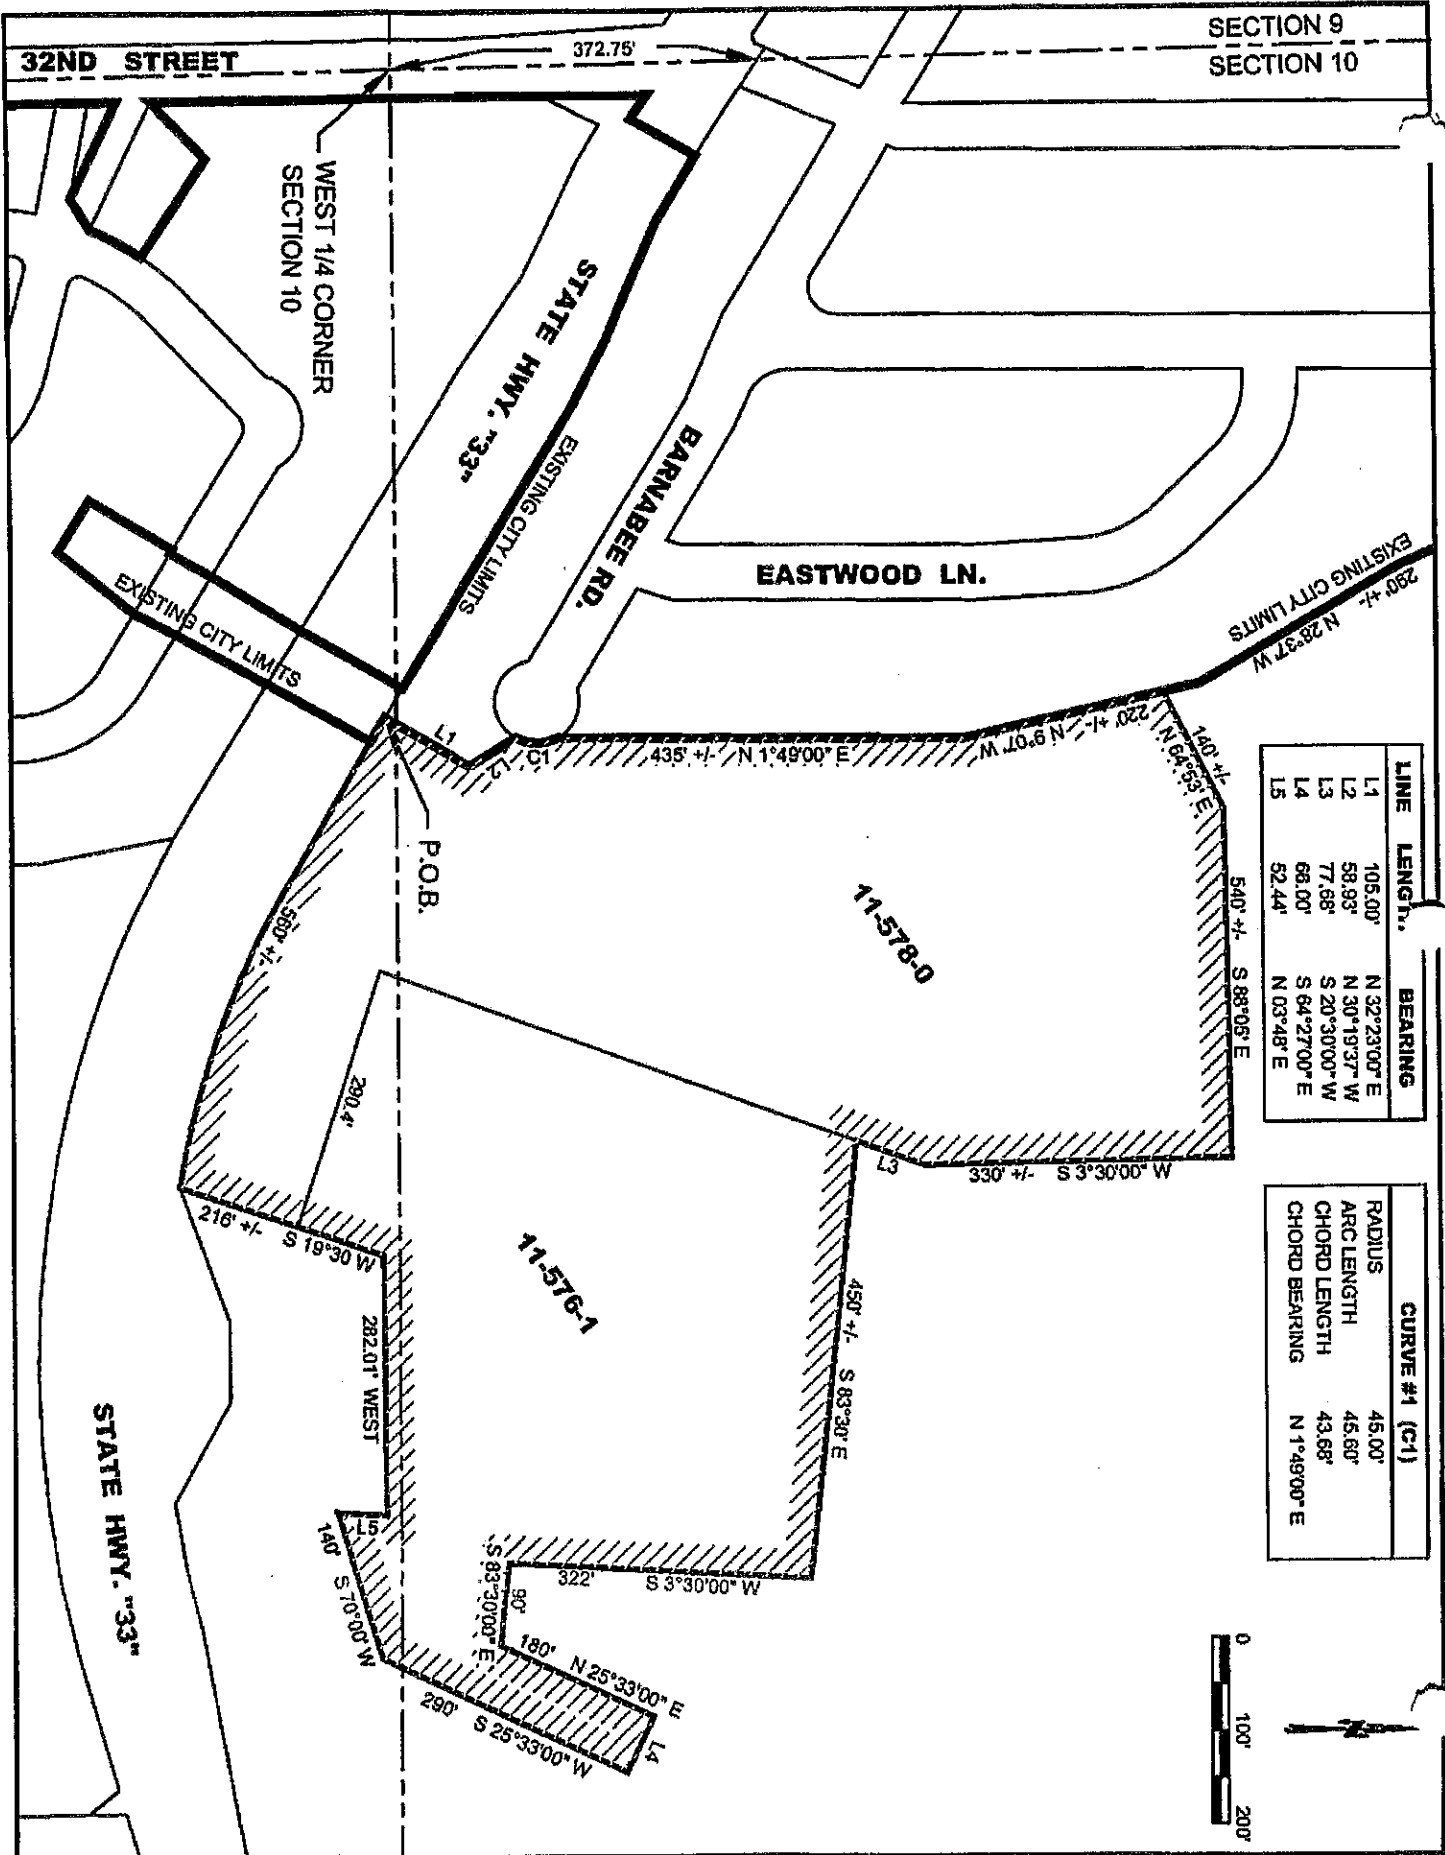 SECTION 9
SECTION 10
32ND STREET
372.75'
WEST 1/4 CORNER
SECTION 10
STATE HWY. "33"
EXISTING CITY LIMITS
BARNABEE RD.
EASTWOOD LN.
EXISTING CITY LIMITS
290' +/-
N 28°37' W
EXISTING CITY LIMITS
L1
L2
C1
435' +/- N 1°49'00" E
220' +/- N 9°07' W
140' +/-
N 64°53' E
540' +/- S 88°05' E
P.O.B.
11-578-0
560' +/-
290.4'
L3
330' +/- S 3°30'00" W
216' +/- S 19°30 W
11-576-1
450' +/- S 83°30' E
282.01' WEST
L5
140' S 70°00' W
322' S 3°30'00" W
90'
S 83°30'00" E
180' N 25°33'00" E
L4
290' S 25°33'00" W
STATE HWY. "33"
LINE BEARING
L1 105.00' N 32°23'00" E
L2 58.93' N 30°19'37" W
L3 77.68' S 20°30'00" W
L4 66.00' S 64°27'00" E
L5 52.44' N 03°48' E
CURVE #1 (C1)
RADIUS 45.00'
ARC LENGTH 45.60'
CHORD LENGTH 43.68'
CHORD BEARING N 1°49'00" E
N
0 100' 200'